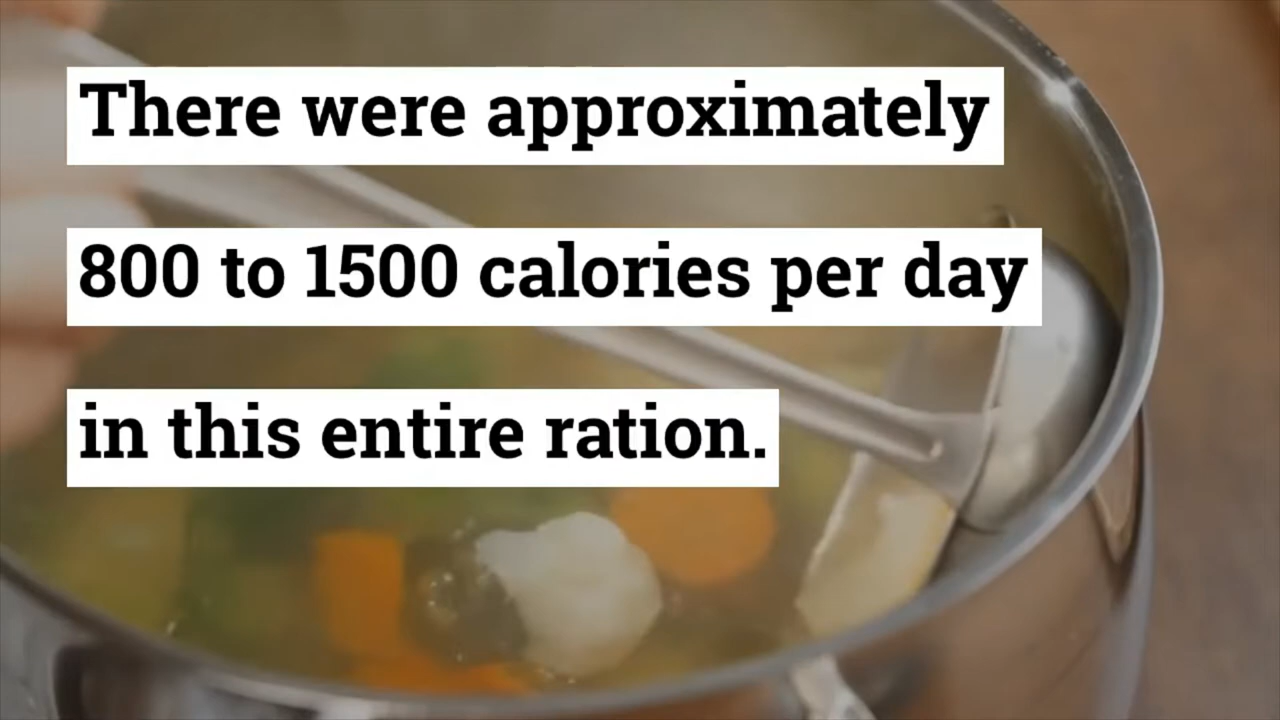 There were approximately
800 to 1500 calories per day
in this entire ration.